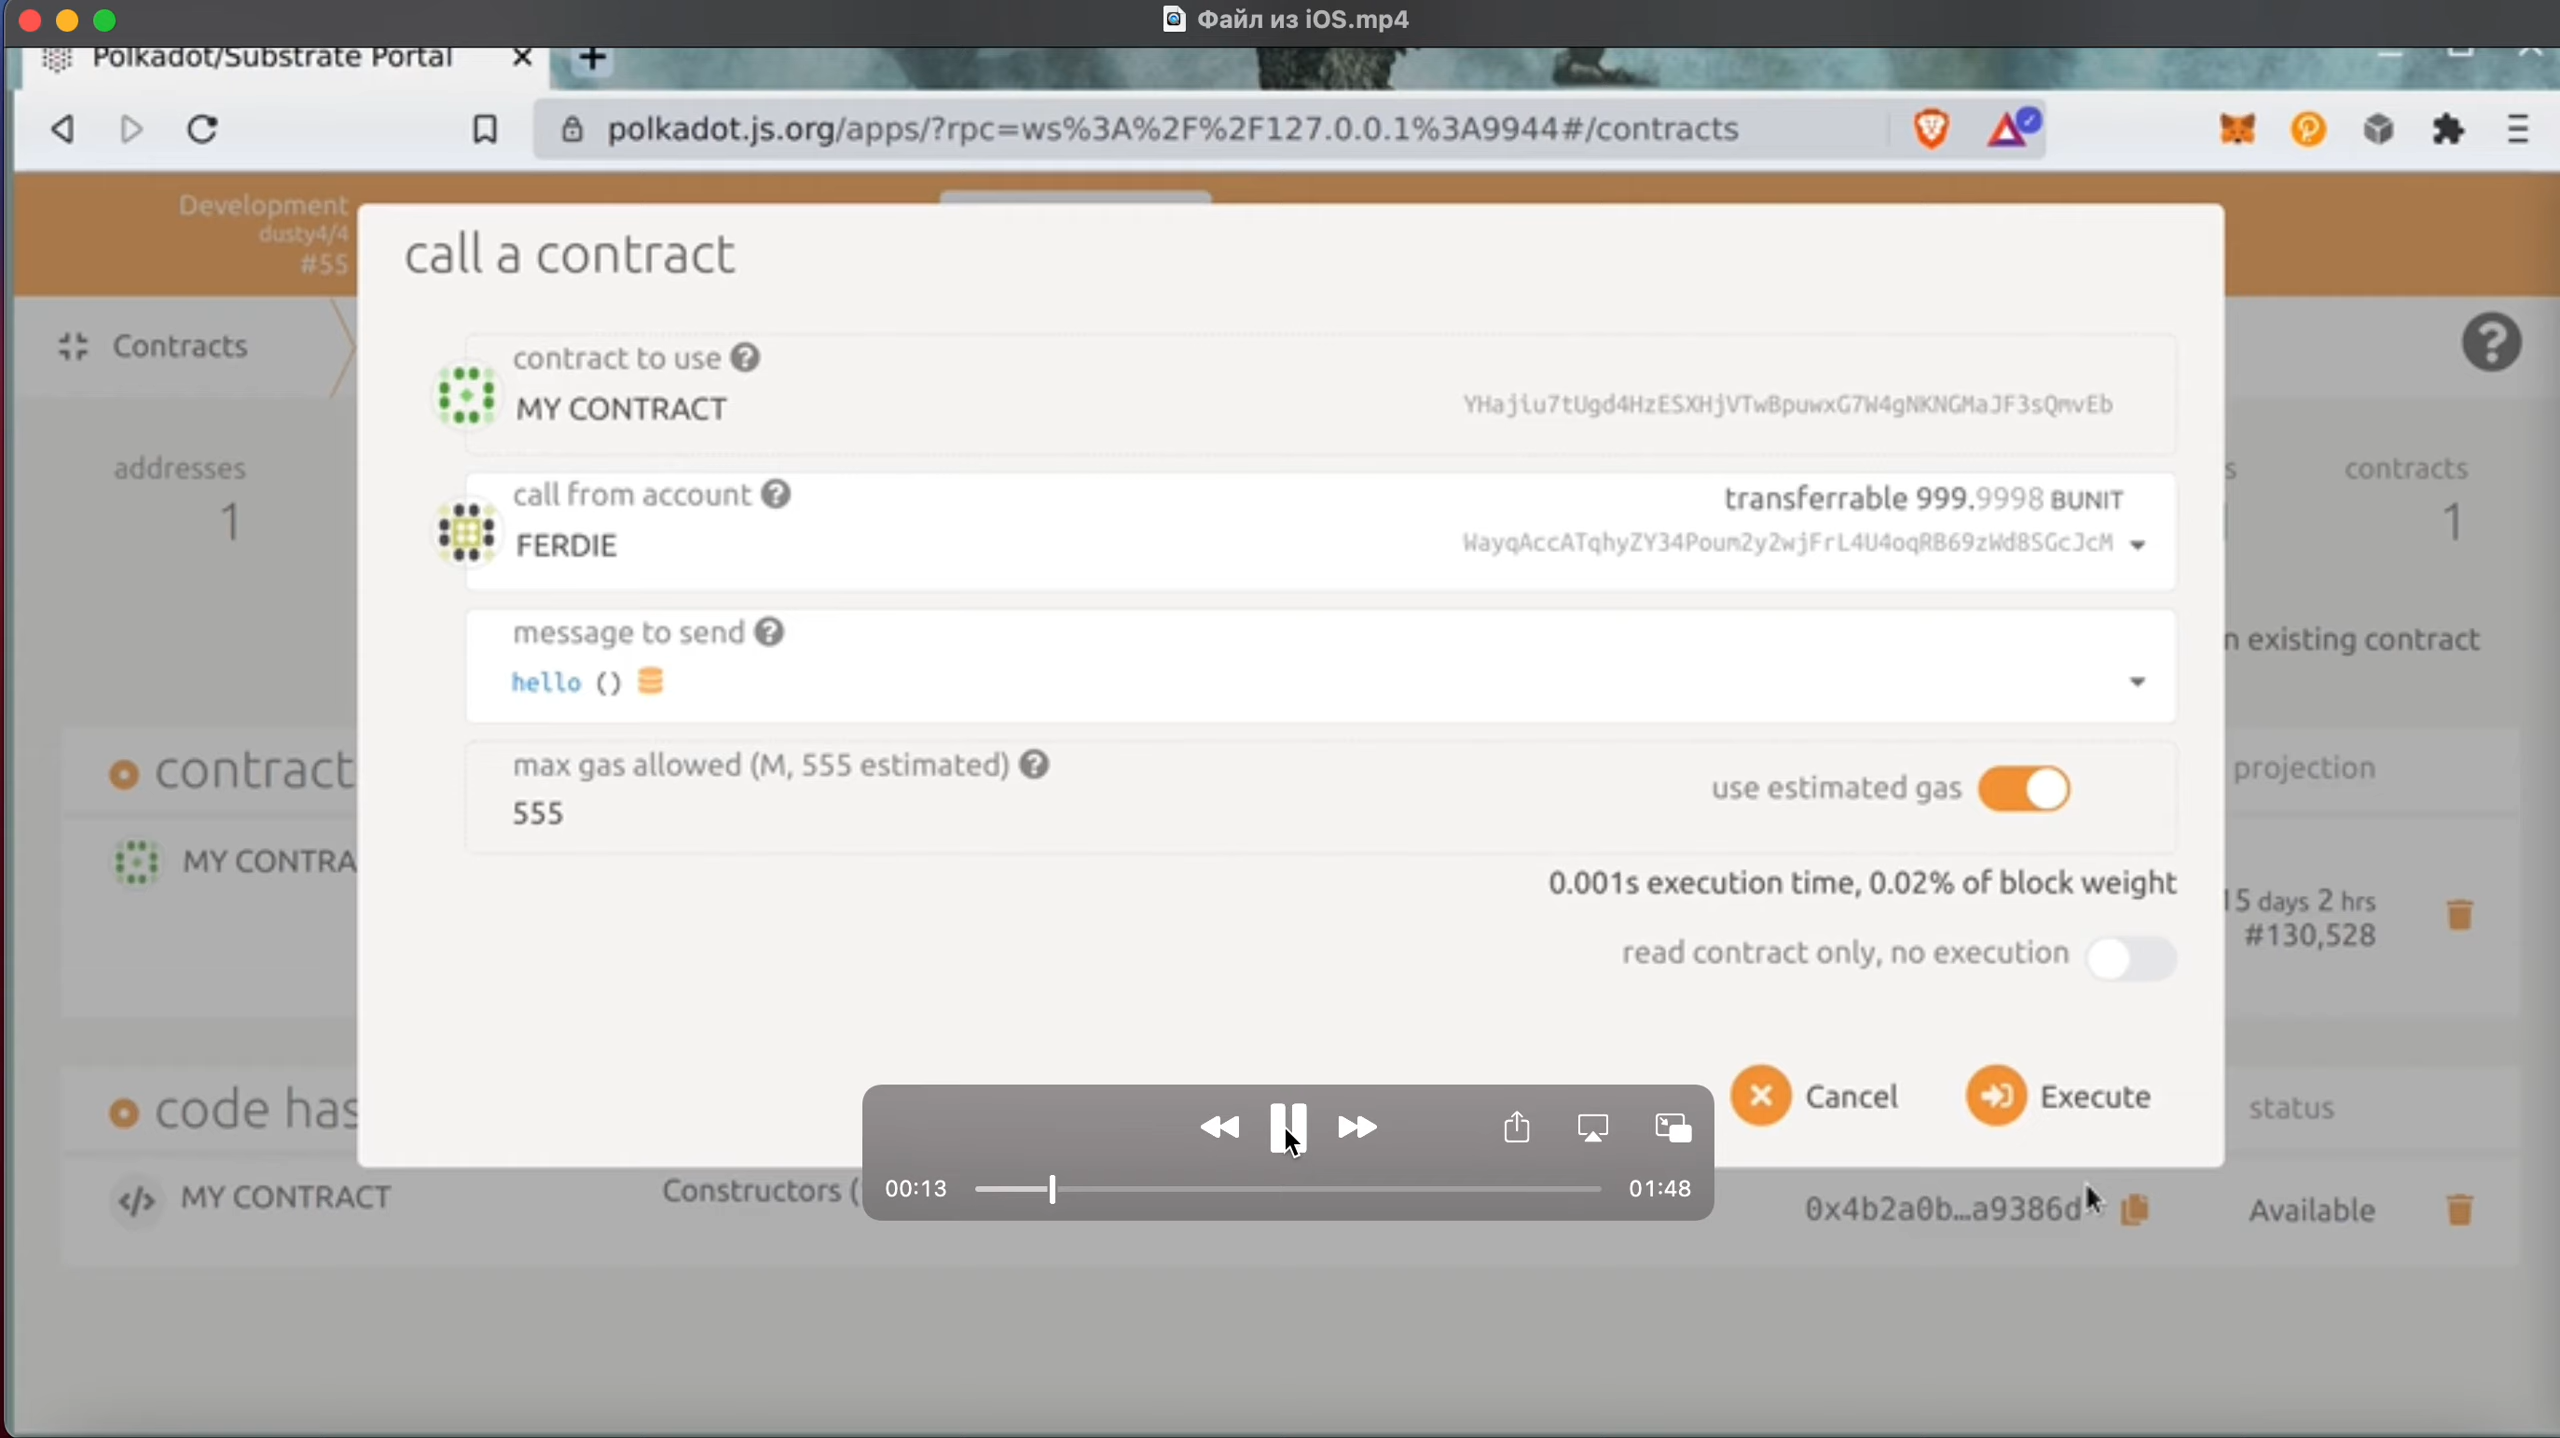 Файл из iOS.mp4
Polkadot/Substrate Portal
polkadot.js.org/apps/?rpc=ws%3A%2F%2F127.0.0.1%3A9944#/contracts
Development
dusty4/4
#55
call a contract
Contracts
contract to use
MY CONTRACT
YHajiu7tUgd4HzESXHjVTwBpuwxG7W4gNKNGMaJF3sQmvEb
addresses
1
call from account
transferrable 999.9998 BUNIT
FERDIE
WayqAccATqhyZY34Poum2y2wjFrL4U4oqRB69zWd8SGcJcM
s
contracts
1
message to send
hello ()
n existing contract
max gas allowed (M, 555 estimated)
555
use estimated gas
contract
projection
MY CONTRA
0.001s execution time, 0.02% of block weight
15 days 2 hrs
#130,528
read contract only, no execution
Cancel
Execute
code has
status
00:13
01:48
MY CONTRACT
Constructors (
0x4b2a0b…a9386d
Available